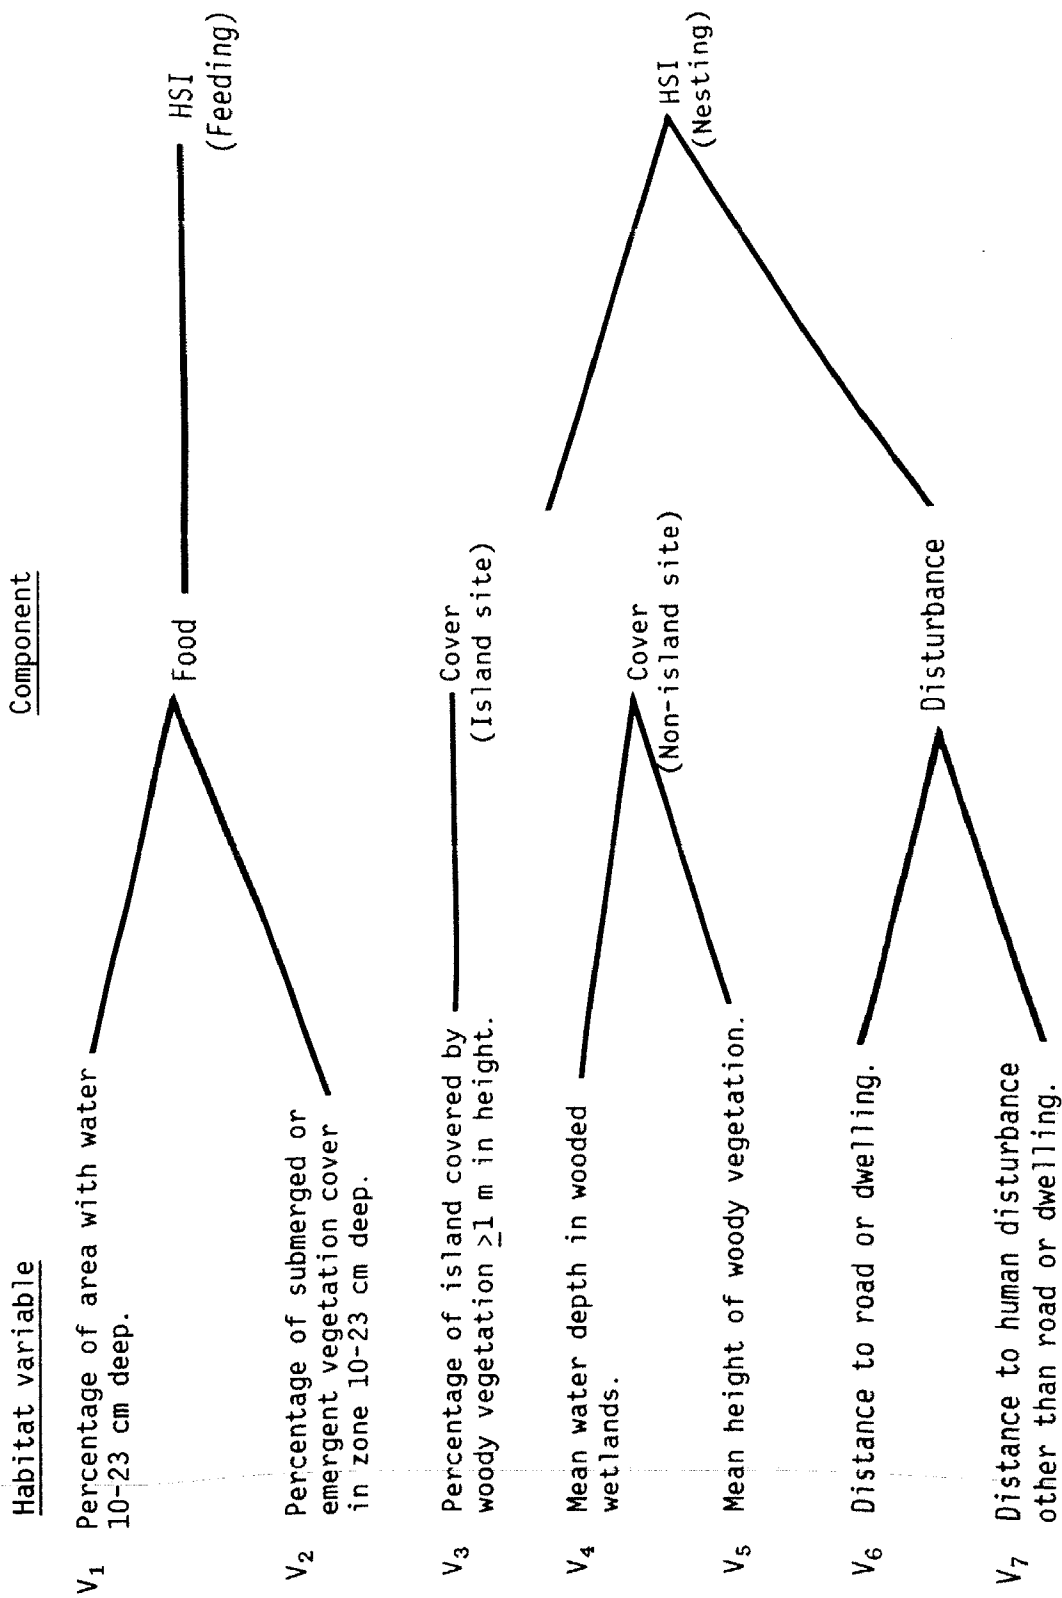 Habitat variable
Component
V1 Percentage of area with water
10-23 cm deep.
V2 Percentage of submerged or
emergent vegetation cover
in zone 10-23 cm deep.
Food
HSI
(Feeding)
V3 Percentage of island covered by
woody vegetation ≥1 m in height.
Cover
(Island site)
V4 Mean water depth in wooded
wetlands.
V5 Mean height of woody vegetation.
Cover
(Non-island site)
HSI
(Nesting)
V6 Distance to road or dwelling.
V7 Distance to human disturbance
other than road or dwelling.
Disturbance